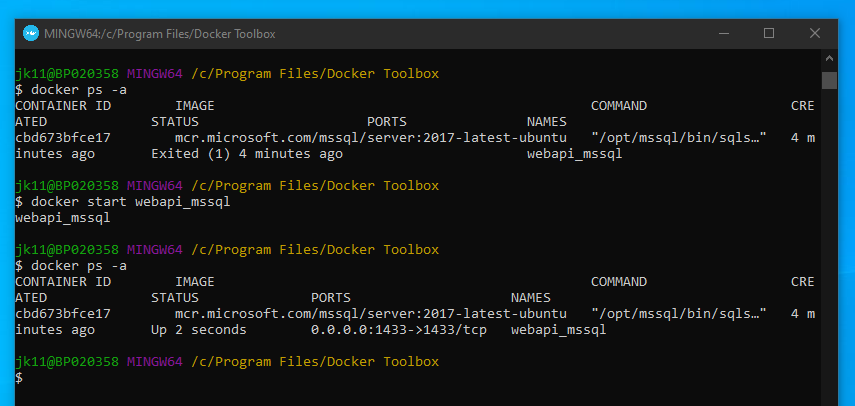 MINGW64:/c/Program Files/Docker Toolbox
jk11@BP020358 MINGW64 /c/Program Files/Docker Toolbox
$ docker ps -a
CONTAINER ID        IMAGE                                               COMMAND                  CRE
ATED             STATUS                     PORTS               NAMES
cbd673bfce17        mcr.microsoft.com/mssql/server:2017-latest-ubuntu   "/opt/mssql/bin/sqls…"   4 m
inutes ago       Exited (1) 4 minutes ago                       webapi_mssql
jk11@BP020358 MINGW64 /c/Program Files/Docker Toolbox
$ docker start webapi_mssql
webapi_mssql
jk11@BP020358 MINGW64 /c/Program Files/Docker Toolbox
$ docker ps -a
CONTAINER ID        IMAGE                                               COMMAND                  CRE
ATED             STATUS              PORTS                    NAMES
cbd673bfce17        mcr.microsoft.com/mssql/server:2017-latest-ubuntu   "/opt/mssql/bin/sqls…"   4 m
inutes ago       Up 2 seconds        0.0.0.0:1433->1433/tcp   webapi_mssql
jk11@BP020358 MINGW64 /c/Program Files/Docker Toolbox
$